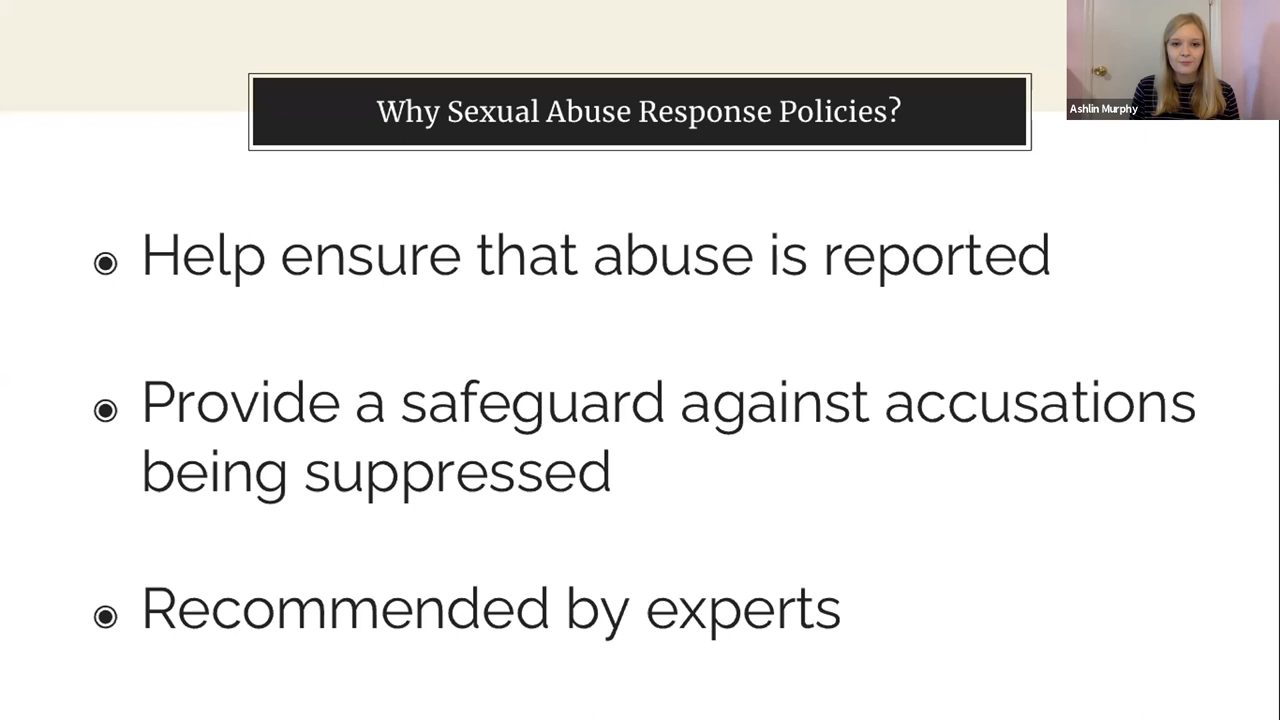 Why Sexual Abuse Response Policies?
Ashlin Murphy
Help ensure that abuse is reported
Provide a safeguard against accusations
being suppressed
Recommended by experts